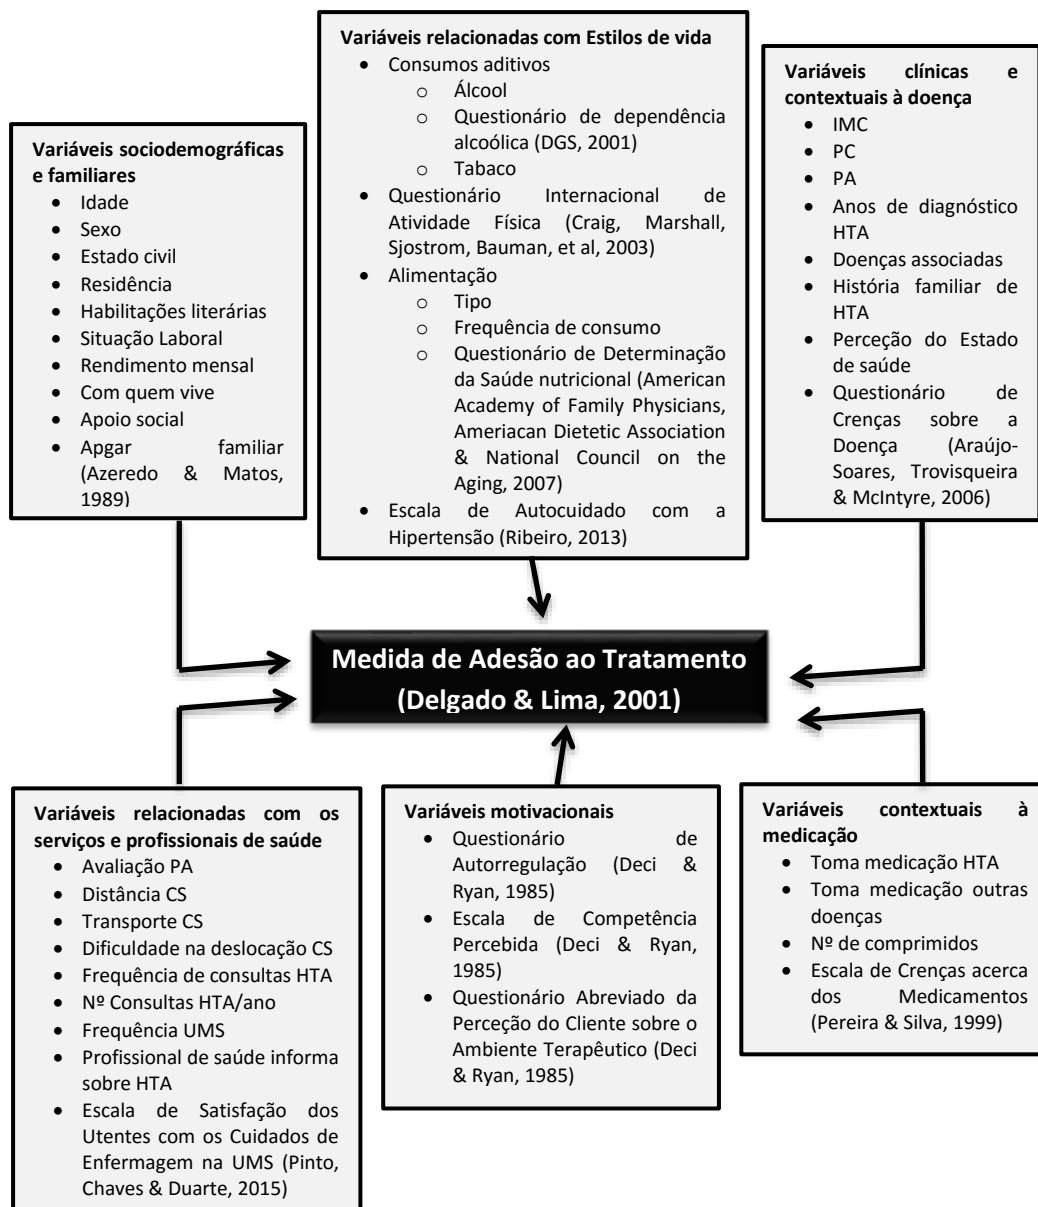 Variáveis sociodemográficas
e familiares
• Idade
• Sexo
• Estado civil
• Residência
• Habilitações literárias
• Situação Laboral
• Rendimento mensal
• Com quem vive
• Apoio social
• Apgar familiar
(Azeredo & Matos,
1989)
Variáveis relacionadas com Estilos de vida
• Consumos aditivos
o Álcool
o Questionário de dependência
alcoólica (DGS, 2001)
o Tabaco
• Questionário Internacional de
Atividade Física (Craig, Marshall,
Sjostrom, Bauman, et al, 2003)
• Alimentação
o Tipo
o Frequência de consumo
o Questionário de Determinação
da Saúde nutricional (American
Academy of Family Physicians,
Ameriacan Dietetic Association
& National Council on the
Aging, 2007)
• Escala de Autocuidado com a
Hipertensão (Ribeiro, 2013)
Variáveis clínicas e
contextuais à doença
• IMC
• PC
• PA
• Anos de diagnóstico
HTA
• Doenças associadas
• História familiar de
HTA
• Perceção do Estado
de saúde
• Questionário de
Crenças sobre a
Doença (Araújo-
Soares, Trovisqueira
& McIntyre, 2006)
Medida de Adesão ao Tratamento
(Delgado & Lima, 2001)
Variáveis relacionadas com os
serviços e profissionais de saúde
• Avaliação PA
• Distância CS
• Transporte CS
• Dificuldade na deslocação CS
• Frequência de consultas HTA
• Nº Consultas HTA/ano
• Frequência UMS
• Profissional de saúde informa
sobre HTA
• Escala de Satisfação dos
Utentes com os Cuidados de
Enfermagem na UMS (Pinto,
Chaves & Duarte, 2015)
Variáveis motivacionais
• Questionário de
Autorregulação (Deci &
Ryan, 1985)
• Escala de Competência
Percebida (Deci & Ryan,
1985)
• Questionário Abreviado da
Perceção do Cliente sobre o
Ambiente Terapêutico (Deci
& Ryan, 1985)
Variáveis contextuais à
medicação
• Toma medicação HTA
• Toma medicação outras
doenças
• Nº de comprimidos
• Escala de Crenças acerca
dos Medicamentos
(Pereira & Silva, 1999)